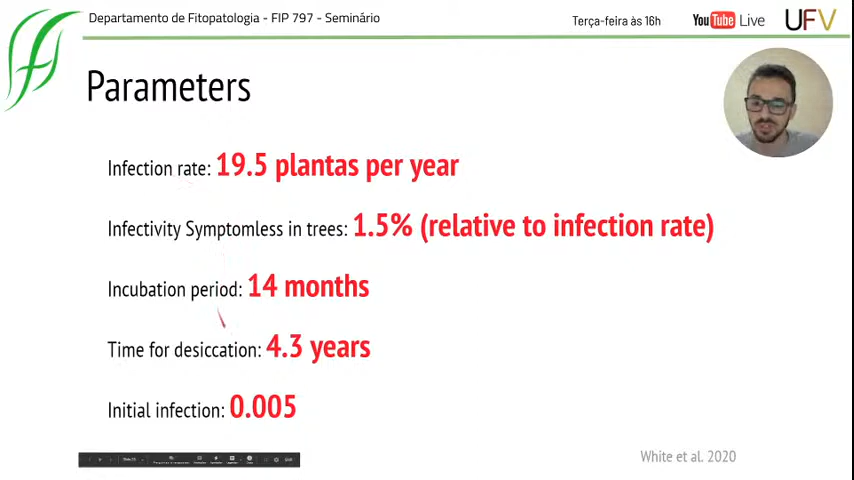 Departamento de Fitopatologia - FIP 797 - Seminário
Terça-feira às 16h
YouTube Live
UFV
Parameters
Infection rate: 19.5 plantas per year
Infectivity Symptomless in trees: 1.5% (relative to infection rate)
Incubation period: 14 months
Time for desiccation: 4.3 years
Initial infection: 0.005
White et al. 2020